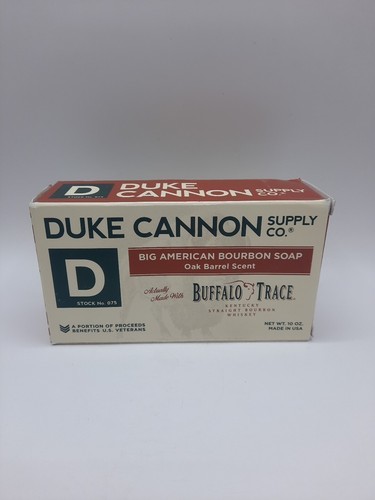 D
DUKE
CANNON SUPPLY
CO.
DUKE CANNON SUPPLY
CO.®
D
STOCK No. 075
BIG AMERICAN BOURBON SOAP
Oak Barrel Scent
Actually
Made With
BUFFALO TRACE
KENTUCKY
STRAIGHT BOURBON
WHISKEY
A PORTION OF PROCEEDS
BENEFITS U.S. VETERANS
NET WT. 10 OZ.
MADE IN USA